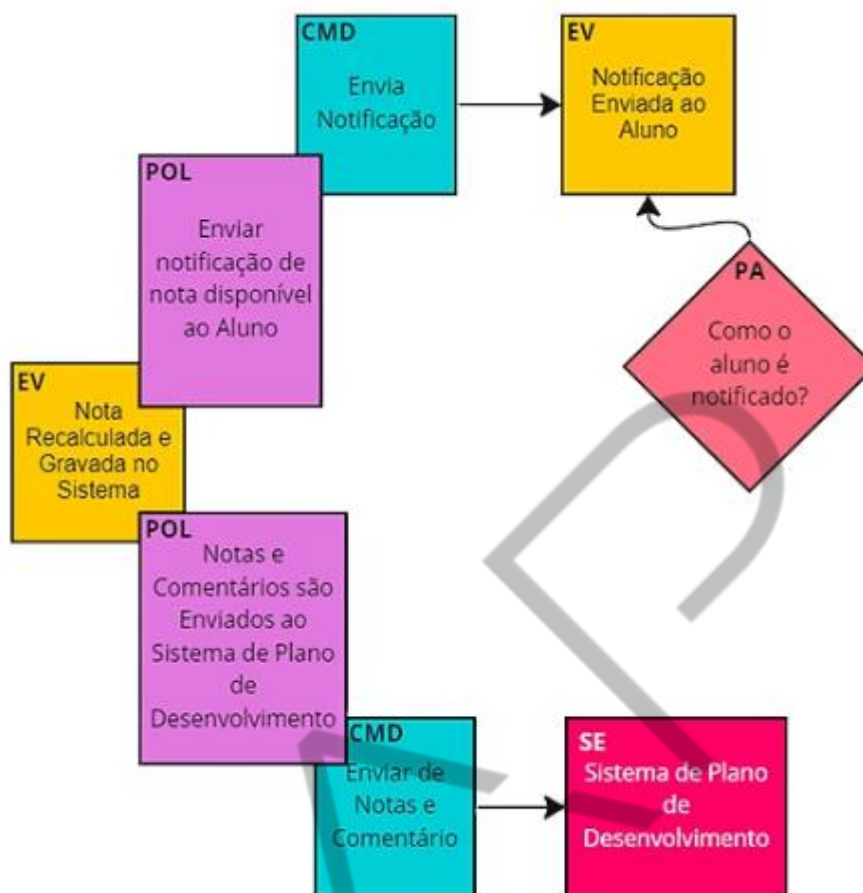 CMD
Envia
Notificação
EV
Notificação
Enviada ao
Aluno
POL
Enviar
notificação de
nota disponível
ao Aluno
PA
Como o
aluno é
notificado?
EV
Nota
Recalculada e
Gravada no
Sistema
POL
Notas e
Comentários são
Enviados ao
Sistema de Plano
de
Desenvolvimento
CMD
Enviar de
Notas e
Comentário
SE
Sistema de Plano
de
Desenvolvimento